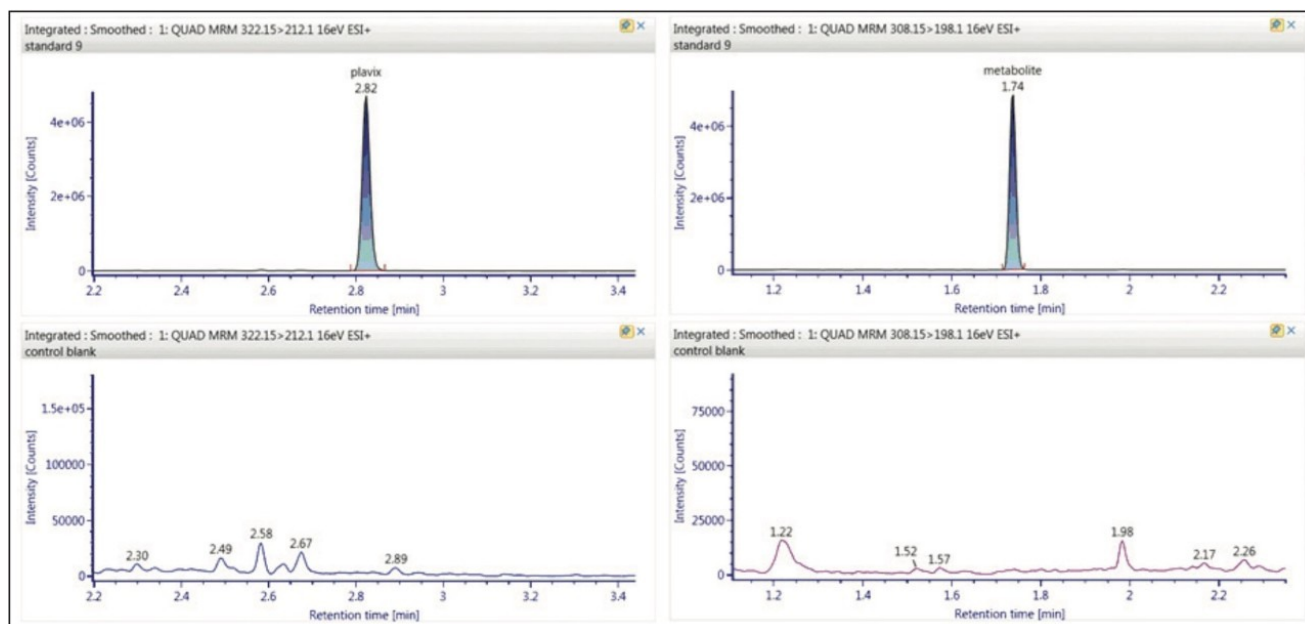 Integrated : Smoothed : 1: QUAD MRM 322.15>212.1 16eV ESI+
standard 9
plavix
2.82
4e+06
2e+06
0
Intensity [Counts]
2.2 2.4 2.6 2.8 3 3.2 3.4
Retention time [min]
Integrated : Smoothed : 1: QUAD MRM 308.15>198.1 16eV ESI+
standard 9
metabolite
1.74
4e+06
2e+06
0
Intensity [Counts]
1.2 1.4 1.6 1.8 2 2.2
Retention time [min]
Integrated : Smoothed : 1: QUAD MRM 322.15>212.1 16eV ESI+
control blank
1.5e+05
100000
50000
0
Intensity [Counts]
2.30 2.49 2.58 2.67 2.89
2.2 2.4 2.6 2.8 3 3.2 3.4
Retention time [min]
Integrated : Smoothed : 1: QUAD MRM 308.15>198.1 16eV ESI+
control blank
75000
50000
25000
0
Intensity [Counts]
1.22 1.52 1.57 1.98 2.17 2.26
1.2 1.4 1.6 1.8 2 2.2
Retention time [min]